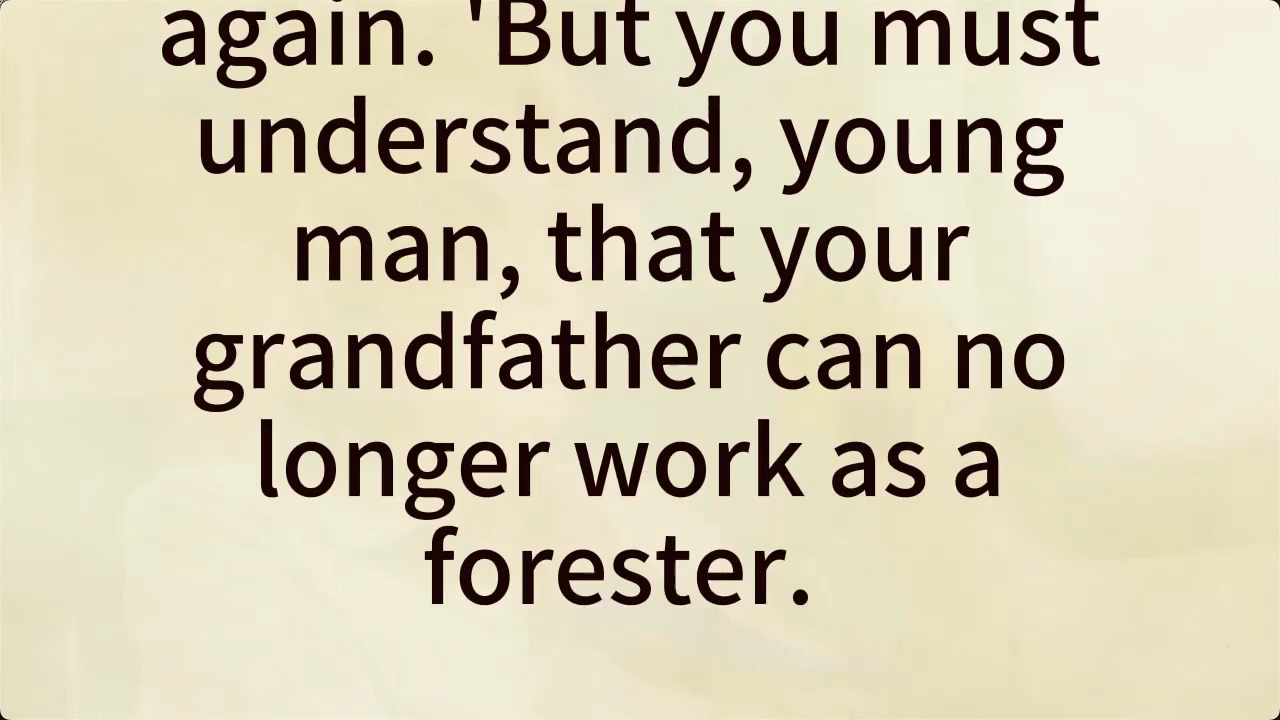 again. 'But you must
understand, young
man, that your
grandfather can no
longer work as a
forester.